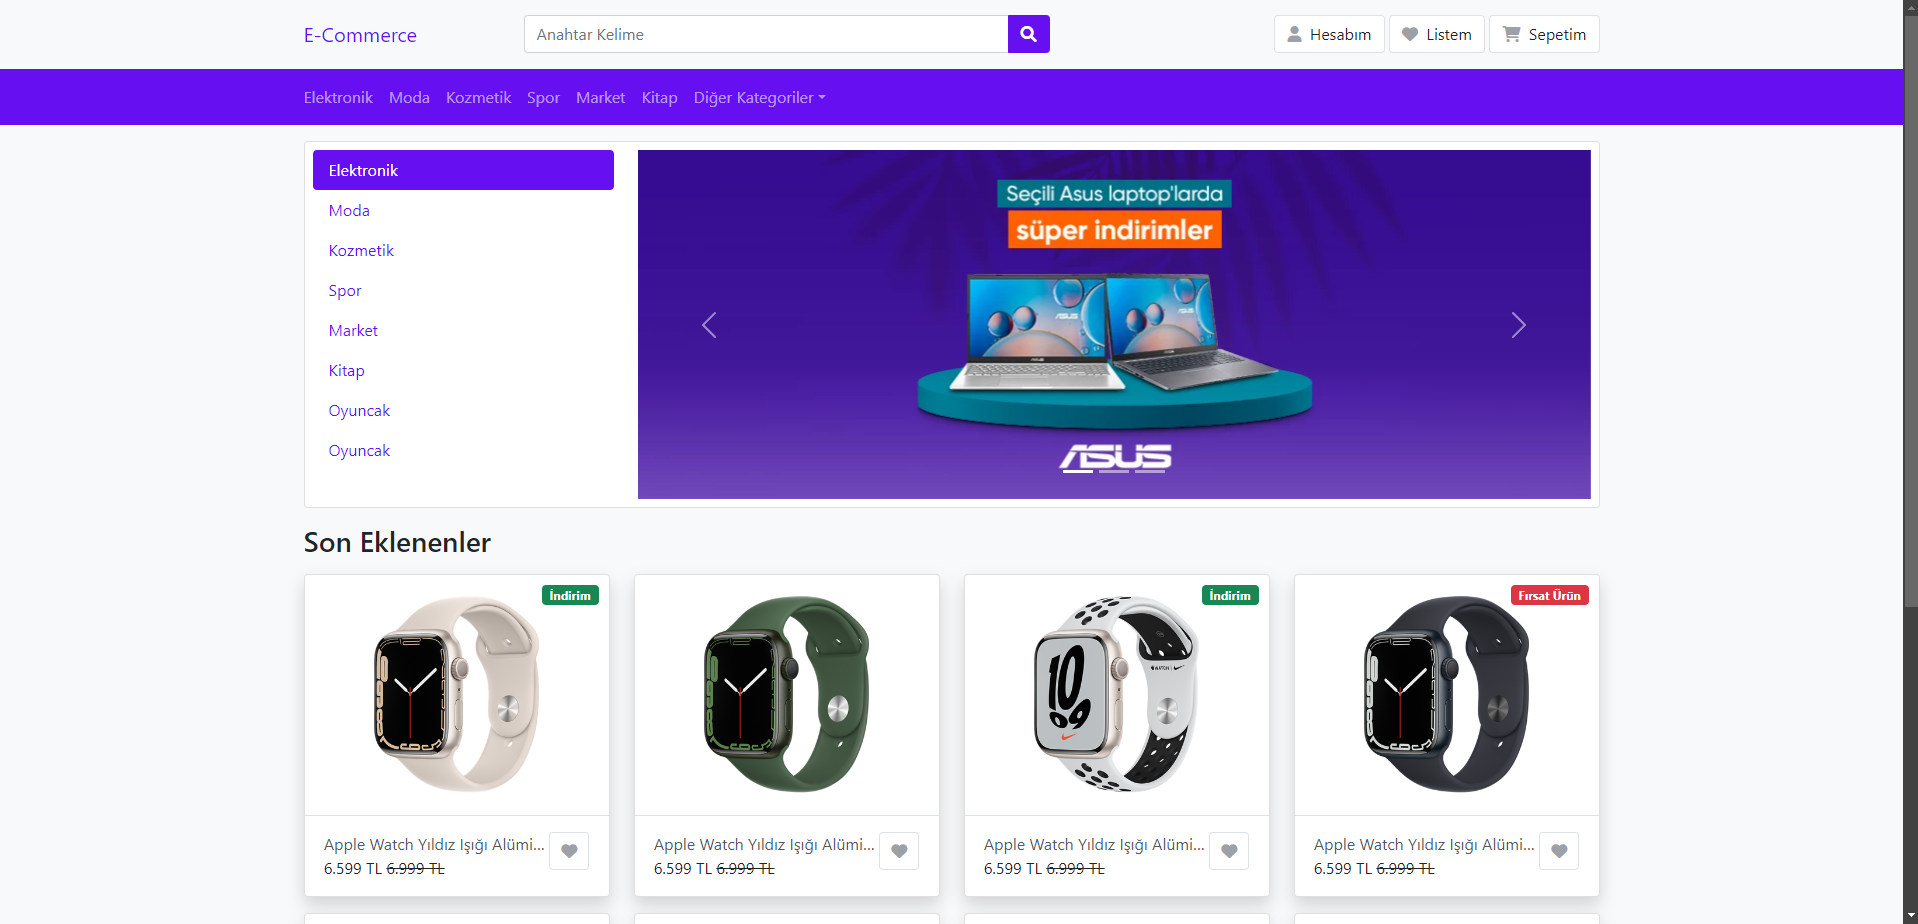 E-Commerce
Anahtar Kelime
Hesabım
Listem
Sepetim
Elektronik Moda Kozmetik Spor Market Kitap Diğer Kategoriler
Elektronik
Moda
Kozmetik
Spor
Market
Kitap
Oyuncak
Oyuncak
Seçili Asus laptop'larda
süper indirimler
ASUS
Son Eklenenler
İndirim
İndirim
Fırsat Ürün
10
09
WATCH
Apple Watch Yıldız Işığı Alümi...
6.599 TL 6.999 TL
Apple Watch Yıldız Işığı Alümi...
6.599 TL 6.999 TL
Apple Watch Yıldız Işığı Alümi...
6.599 TL 6.999 TL
Apple Watch Yıldız Işığı Alümi...
6.599 TL 6.999 TL